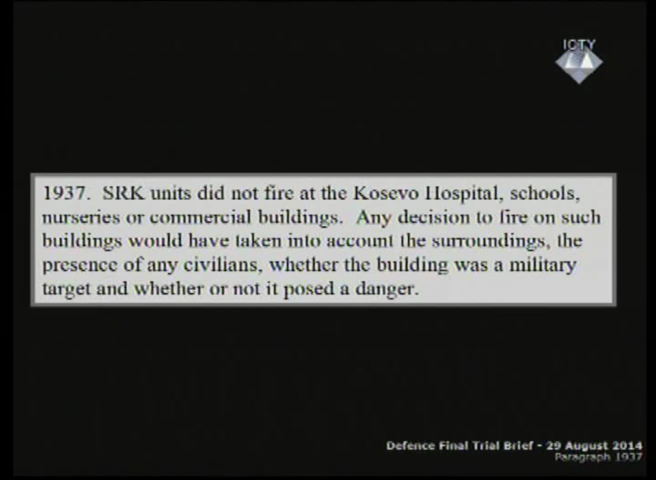 ICTY
1937. SRK units did not fire at the Kosevo Hospital, schools,
nurseries or commercial buildings. Any decision to fire on such
buildings would have taken into account the surroundings, the
presence of any civilians, whether the building was a military
target and whether or not it posed a danger.
Defence Final Trial Brief - 29 August 2014
Paragraph 1937